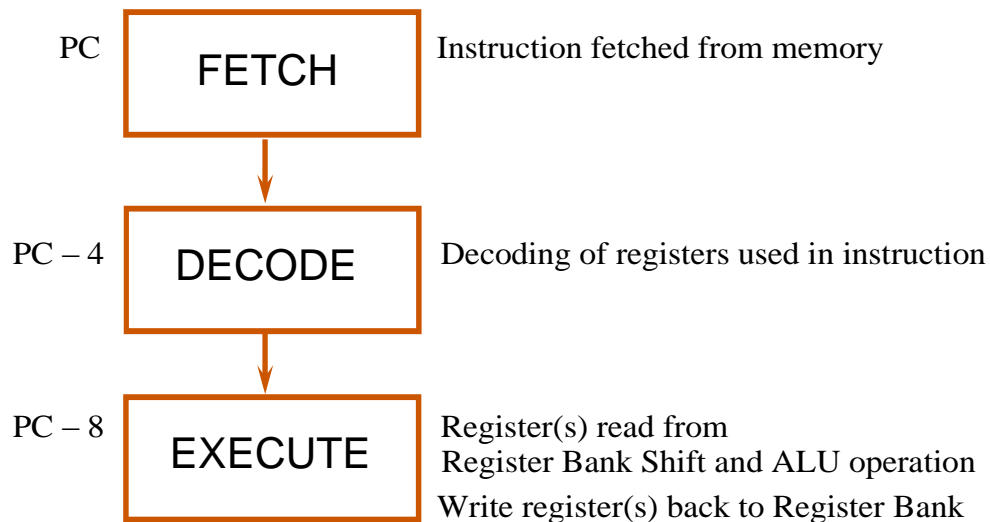 PC
FETCH
Instruction fetched from memory
PC – 4
DECODE
Decoding of registers used in instruction
PC – 8
EXECUTE
Register(s) read from
Register Bank Shift and ALU operation
Write register(s) back to Register Bank